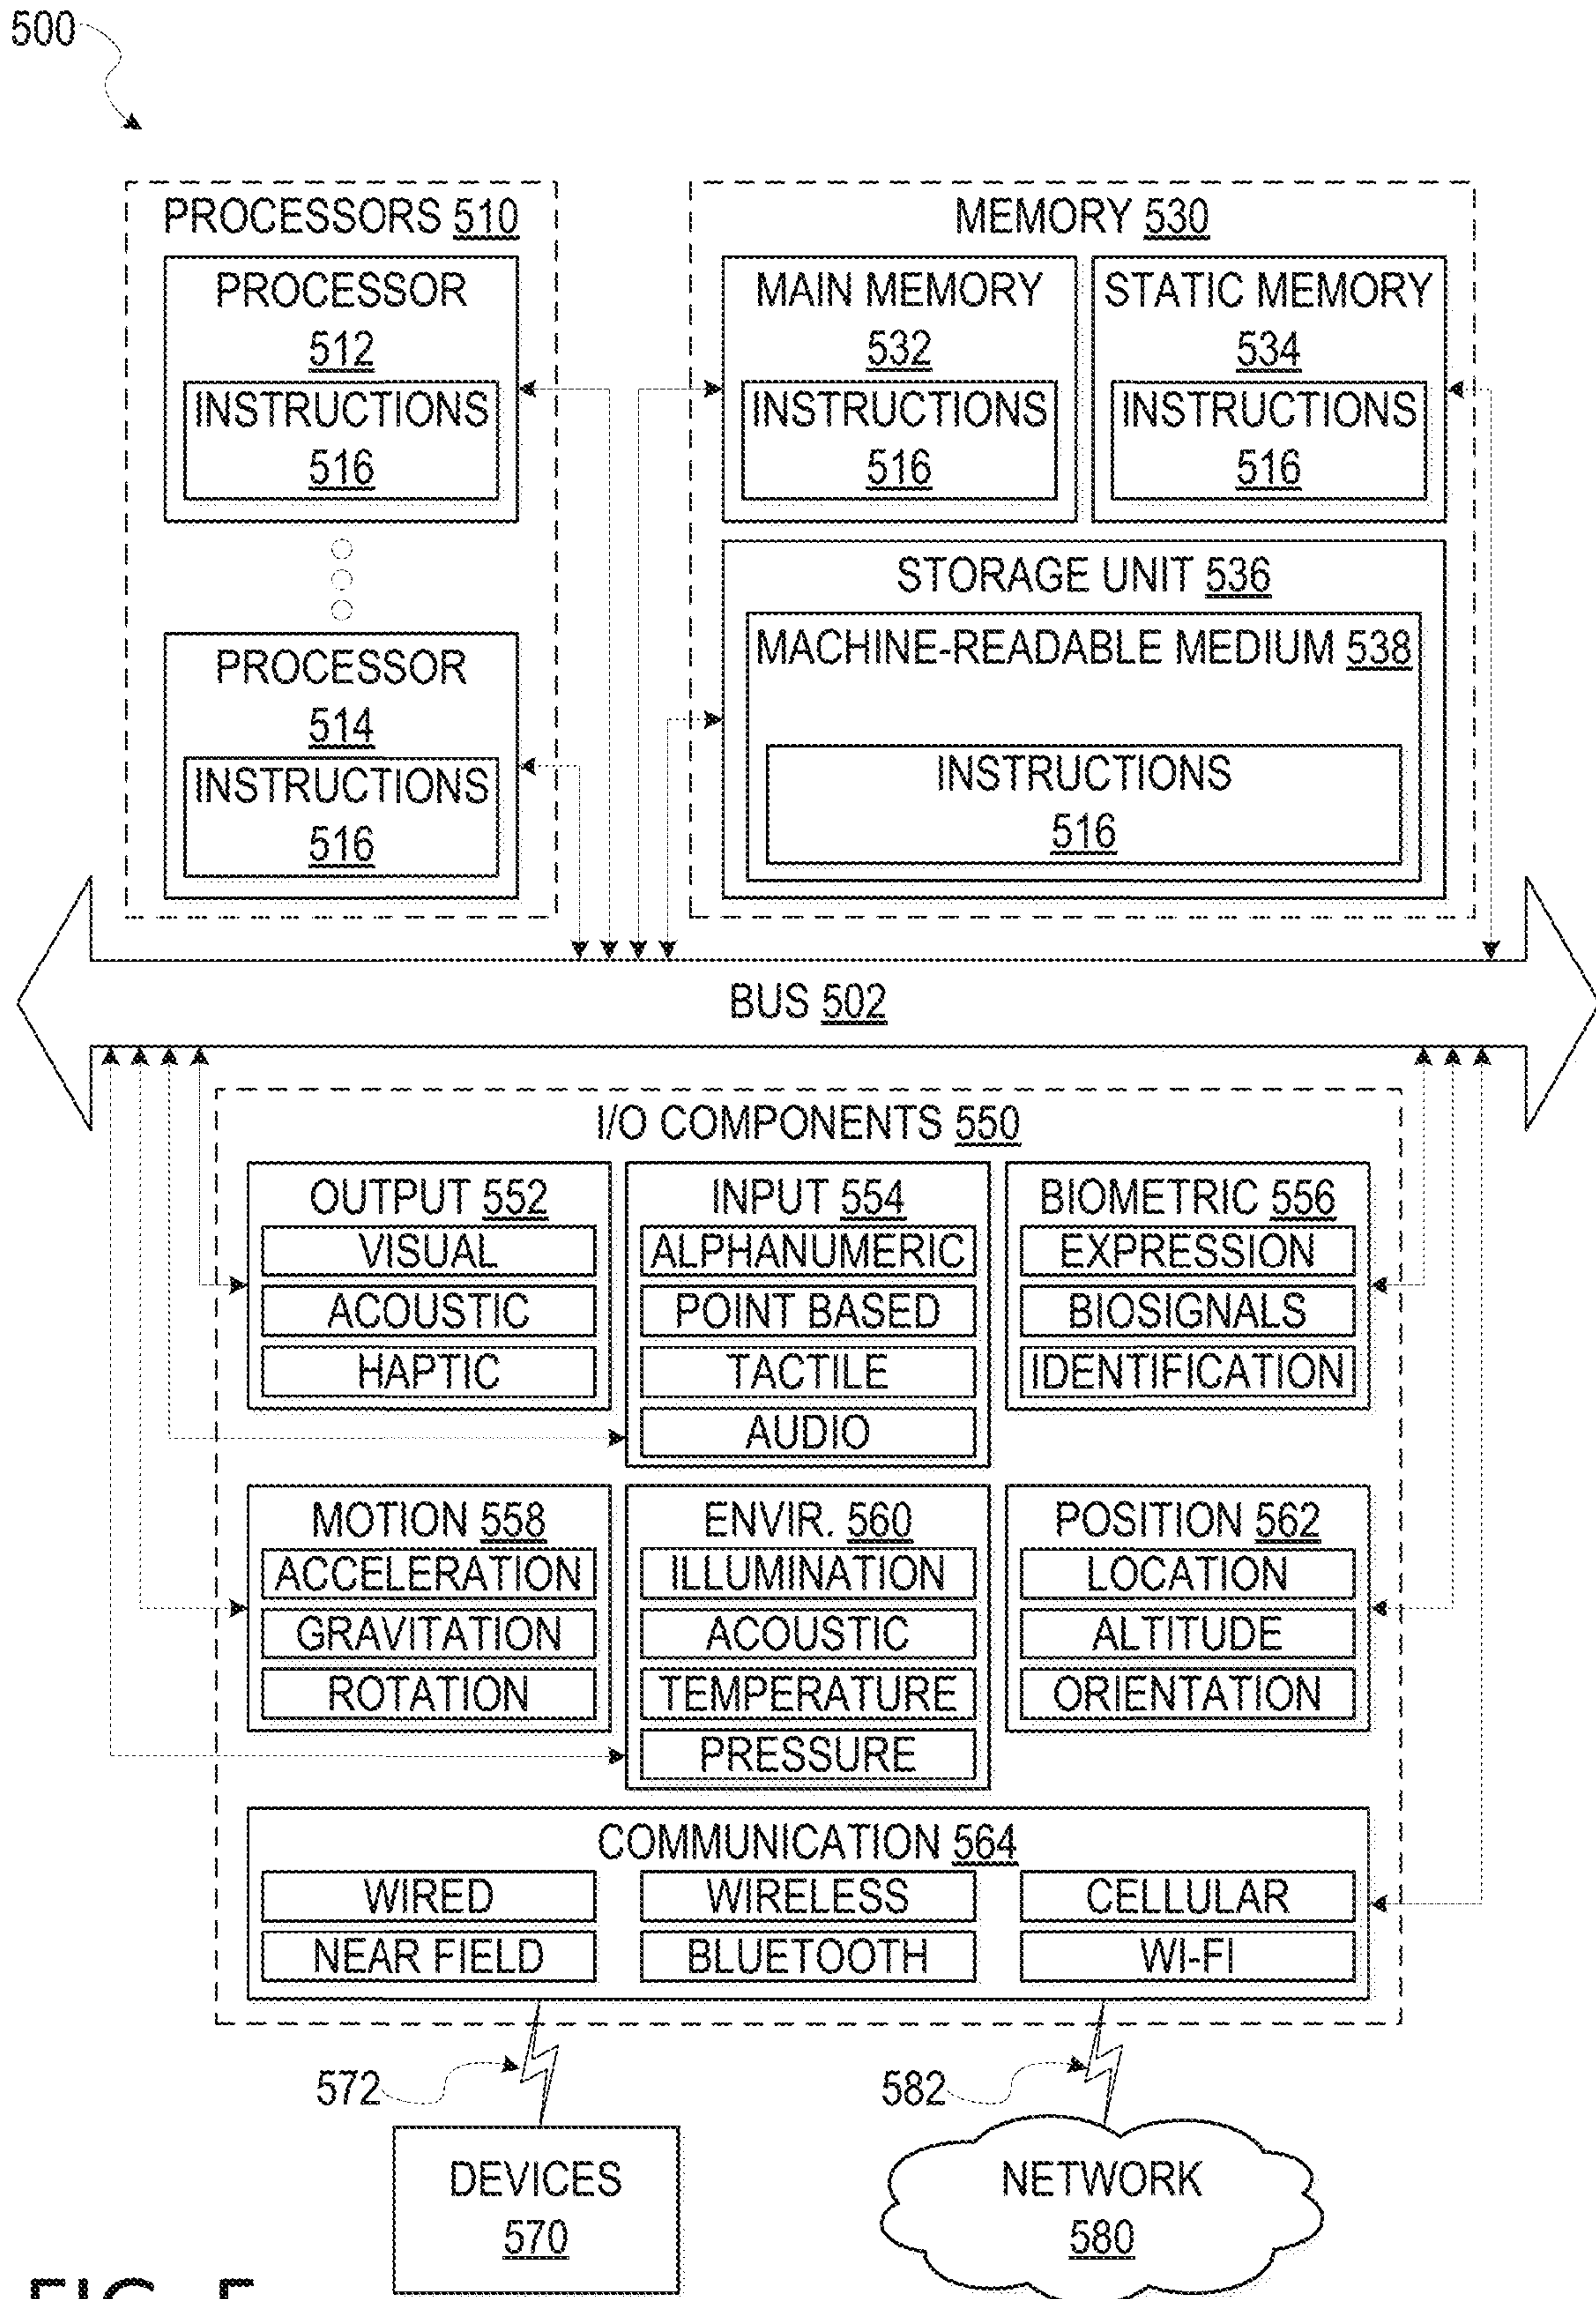 500
PROCESSORS 510
PROCESSOR
512
INSTRUCTIONS
516
PROCESSOR
514
INSTRUCTIONS
516
MEMORY 530
MAIN MEMORY
532
INSTRUCTIONS
516
STATIC MEMORY
534
INSTRUCTIONS
516
STORAGE UNIT 536
MACHINE-READABLE MEDIUM 538
INSTRUCTIONS
516
BUS 502
I/O COMPONENTS 550
OUTPUT 552
VISUAL
ACOUSTIC
HAPTIC
INPUT 554
ALPHANUMERIC
POINT BASED
TACTILE
AUDIO
BIOMETRIC 556
EXPRESSION
BIOSIGNALS
IDENTIFICATION
MOTION 558
ACCELERATION
GRAVITATION
ROTATION
ENVIR. 560
ILLUMINATION
ACOUSTIC
TEMPERATURE
PRESSURE
POSITION 562
LOCATION
ALTITUDE
ORIENTATION
COMMUNICATION 564
WIRED
WIRELESS
CELLULAR
NEAR FIELD
BLUETOOTH
WI-FI
572
582
DEVICES
570
NETWORK
580